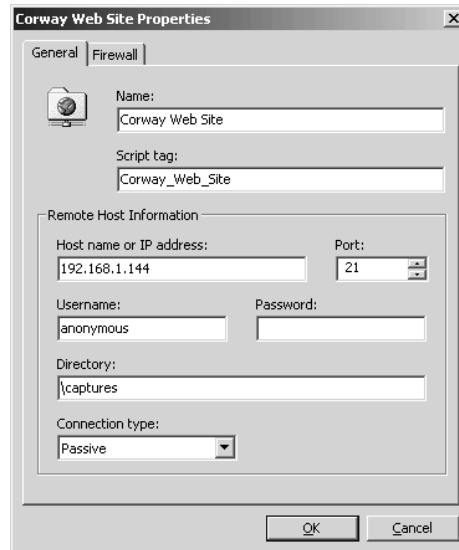 Corway Web Site Properties
General Firewall
Name:
Corway Web Site
Script tag:
Corway_Web_Site
Remote Host Information
Host name or IP address: Port:
192.168.1.144 21
Username: Password:
anonymous
Directory:
\captures
Connection type:
Passive
OK Cancel